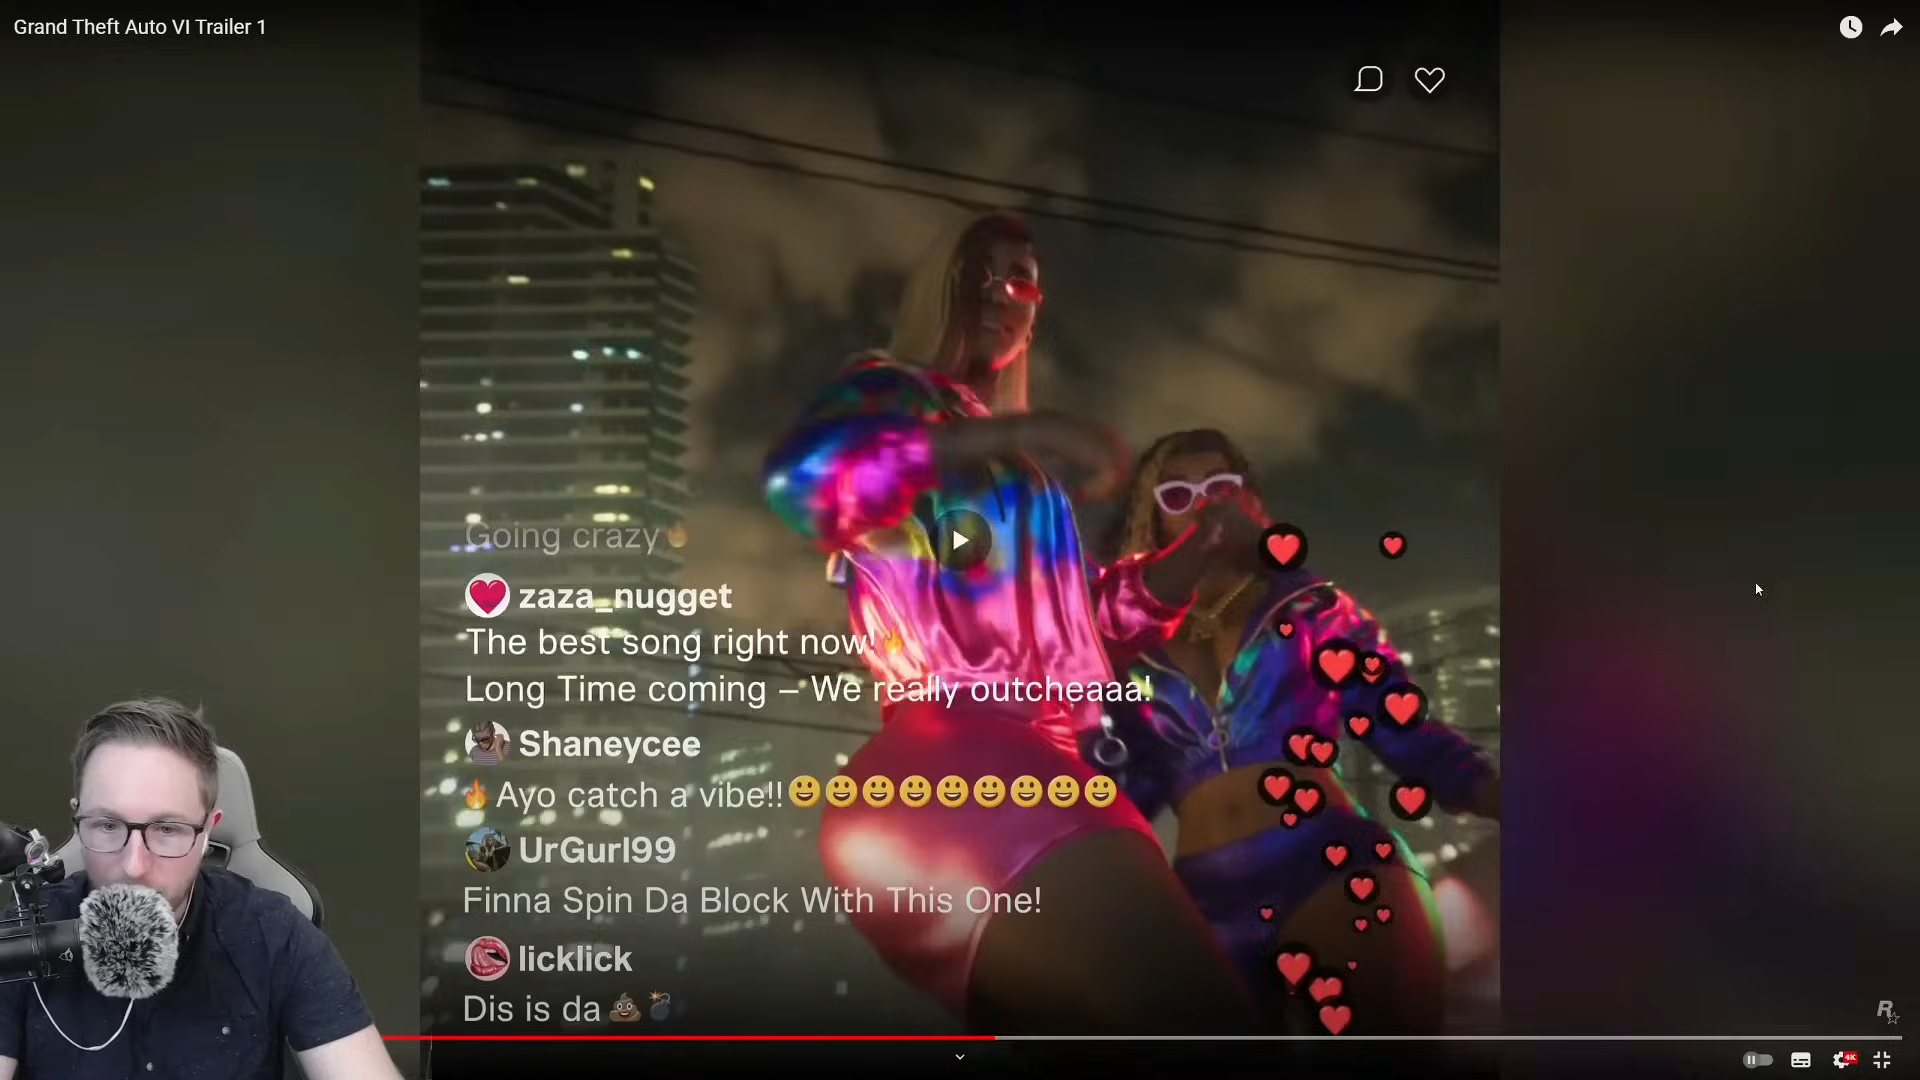 Grand Theft Auto VI Trailer 1
Going crazy🔥
zaza_nugget
The best song right now!🔥
Long Time coming – We really outcheaaa!
Shaneycee
🔥Ayo catch a vibe!!😀😀😀😀😀😀😀😀😀
UrGurl99
Finna Spin Da Block With This One!
licklick
Dis is da💩💣
R
4K